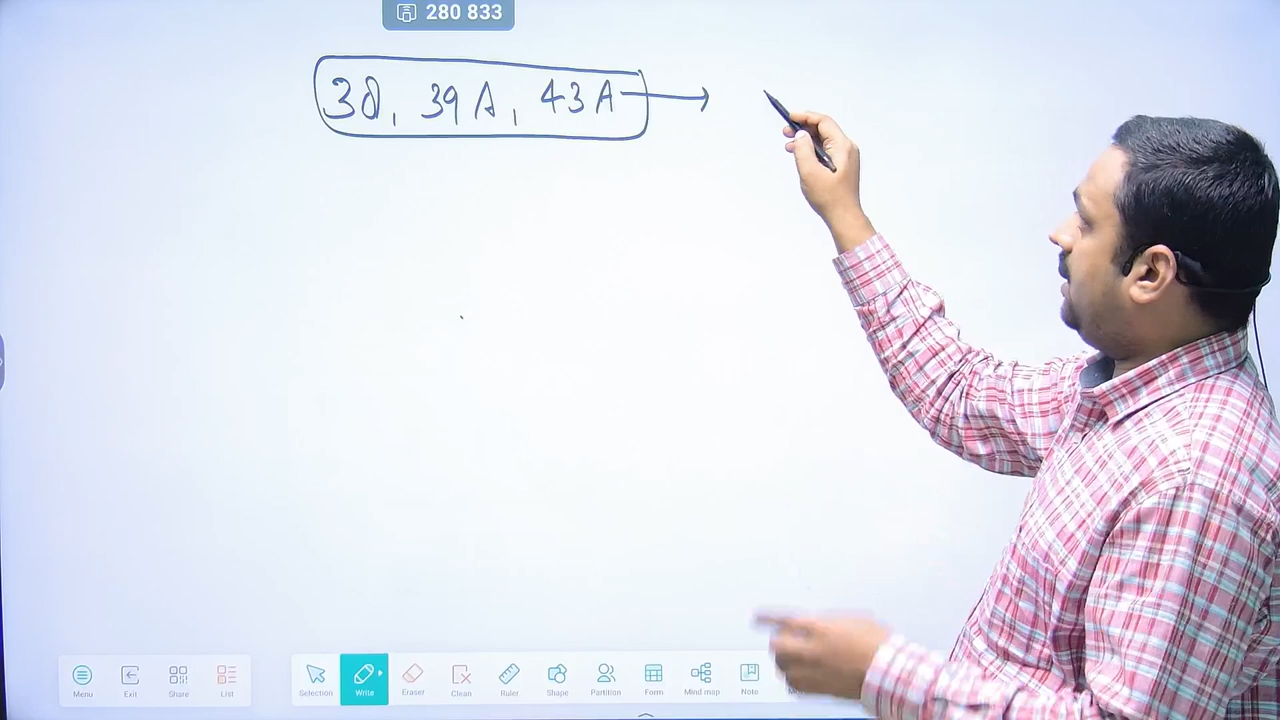 280 833
38, 39A, 43A →
Menu Exit Share List Selection Write Eraser Clean Ruler Shape Partition Form Mind map Note